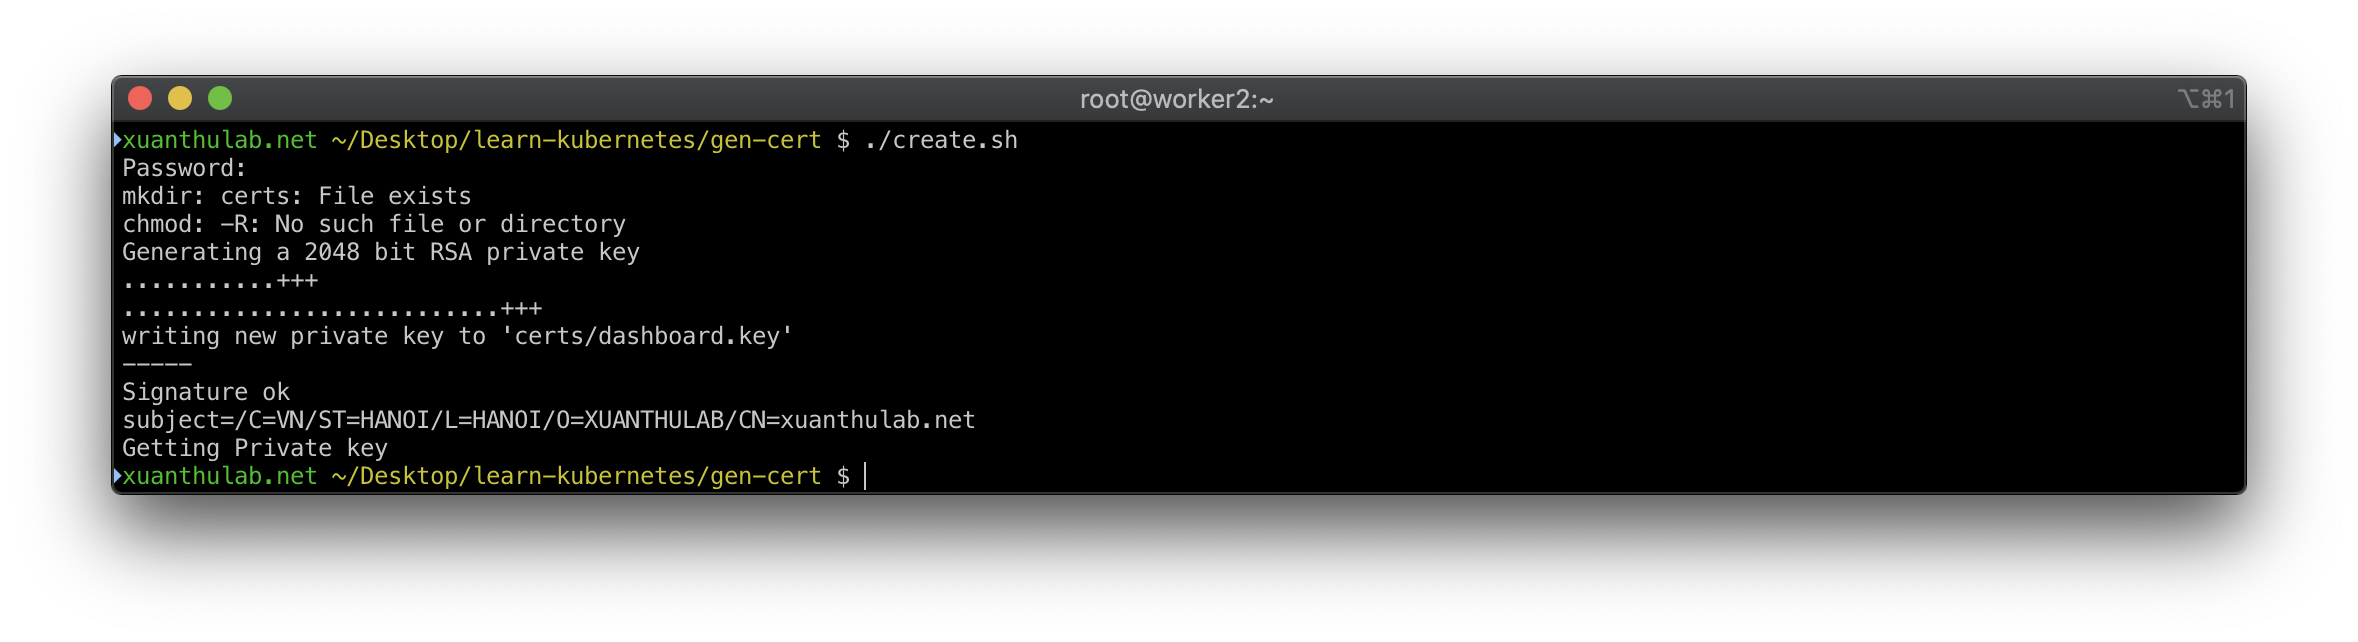 root@worker2:~
⌥⌘1
xuanthulab.net ~/Desktop/learn-kubernetes/gen-cert $ ./create.sh
Password:
mkdir: certs: File exists
chmod: -R: No such file or directory
Generating a 2048 bit RSA private key
...........+++
...........................+++
writing new private key to 'certs/dashboard.key'
-----
Signature ok
subject=/C=VN/ST=HANOI/L=HANOI/O=XUANTHULAB/CN=xuanthulab.net
Getting Private key
xuanthulab.net ~/Desktop/learn-kubernetes/gen-cert $